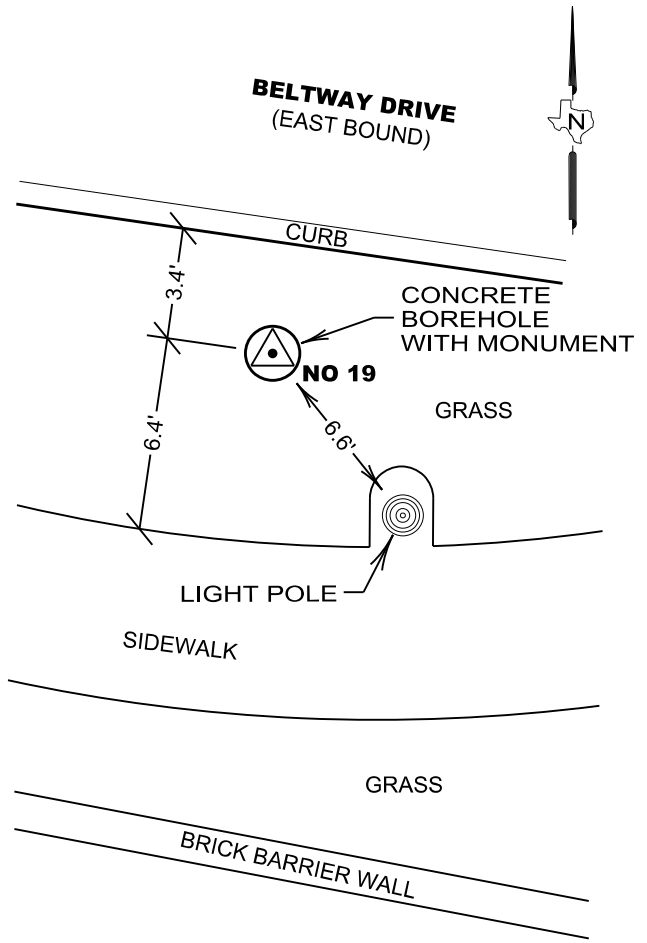 BELTWAY DRIVE
(EAST BOUND)
N
CURB
3.4'
CONCRETE
BOREHOLE
WITH MONUMENT
NO 19
GRASS
6.4'
6.6'
LIGHT POLE
SIDEWALK
GRASS
BRICK BARRIER WALL